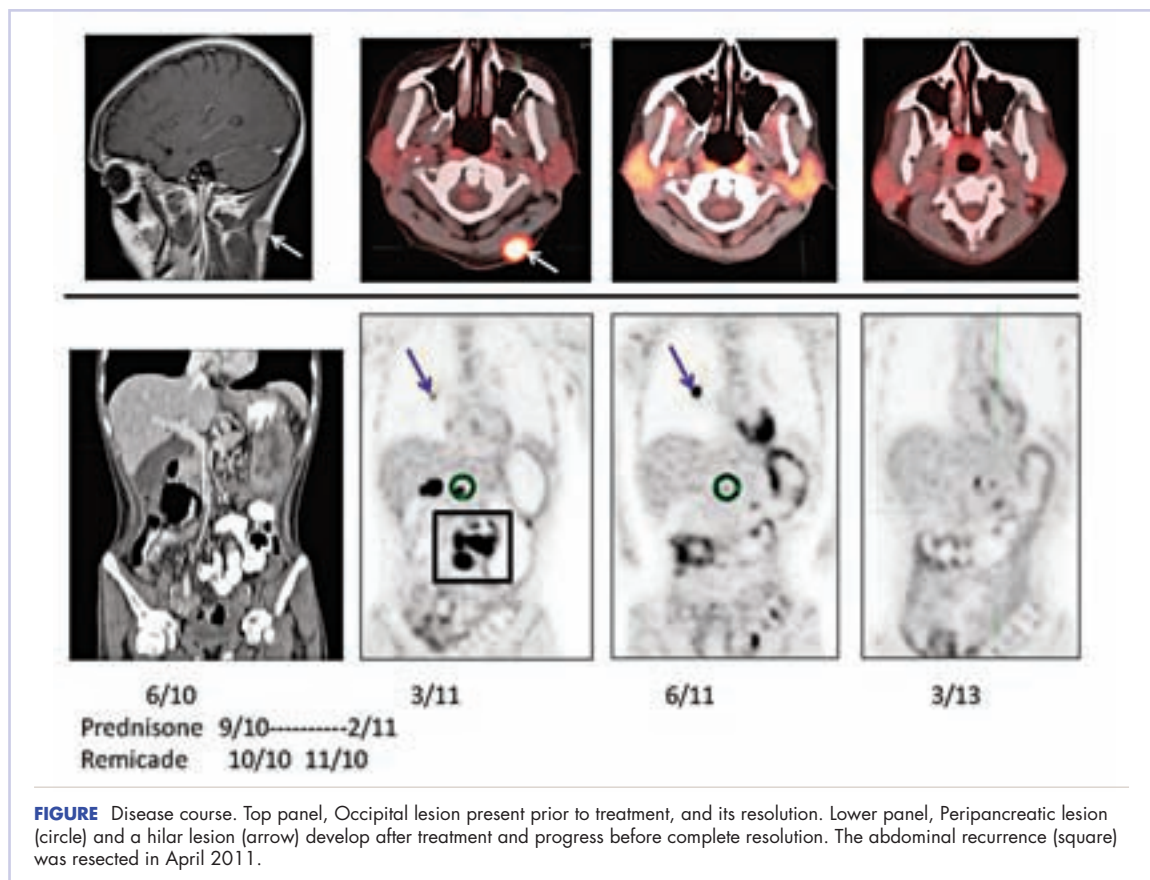 6/10 3/11 6/11 3/13
Prednisone 9/10----------2/11
Remicade 10/10 11/10
FIGURE Disease course. Top panel, Occipital lesion present prior to treatment, and its resolution. Lower panel, Peripancreatic lesion
(circle) and a hilar lesion (arrow) develop after treatment and progress before complete resolution. The abdominal recurrence (square)
was resected in April 2011.